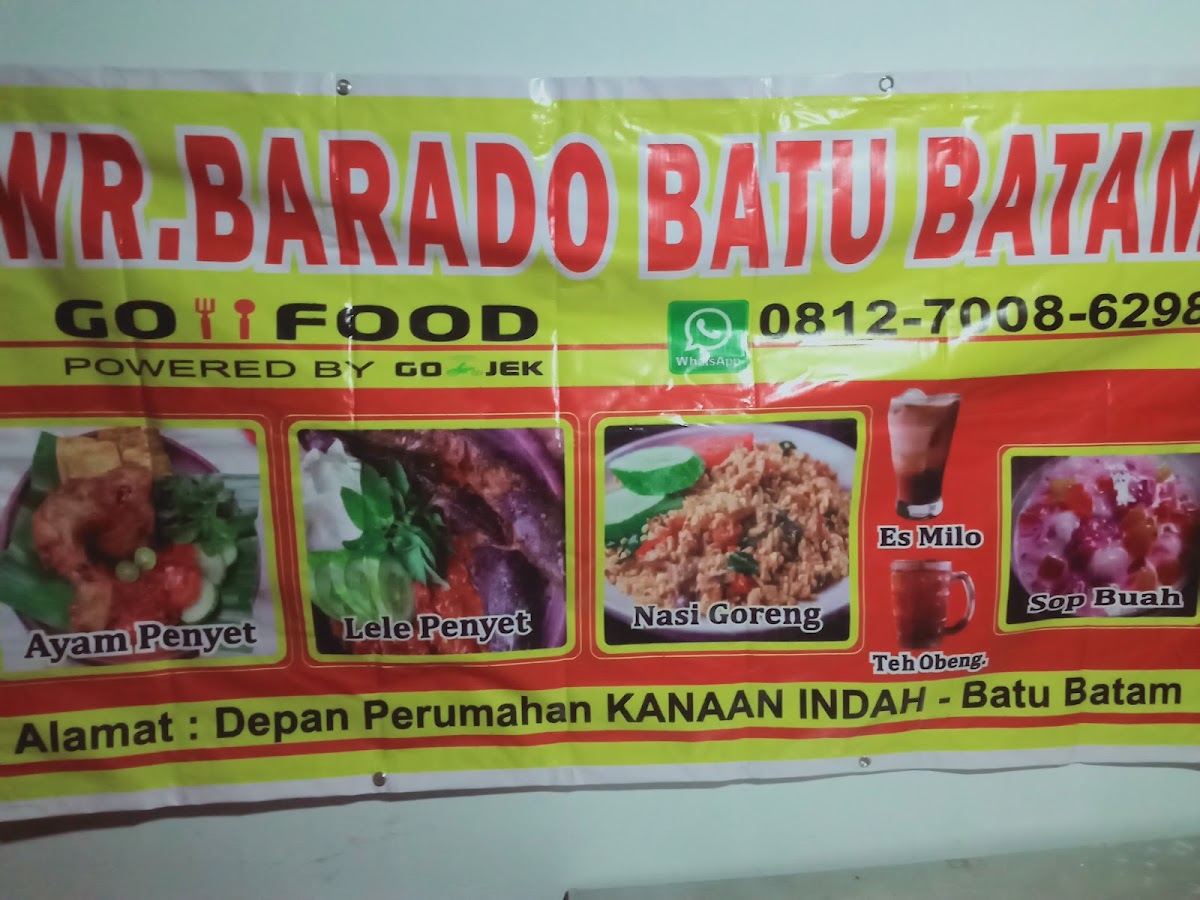 WR.BARADO BATU BATAM
GO FOOD
POWERED BY GO JEK
WhatsApp
0812-7008-6298
Ayam Penyet
Lele Penyet
Nasi Goreng
Es Milo
Teh Obeng.
Sop Buah
Alamat : Depan Perumahan KANAAN INDAH - Batu Batam